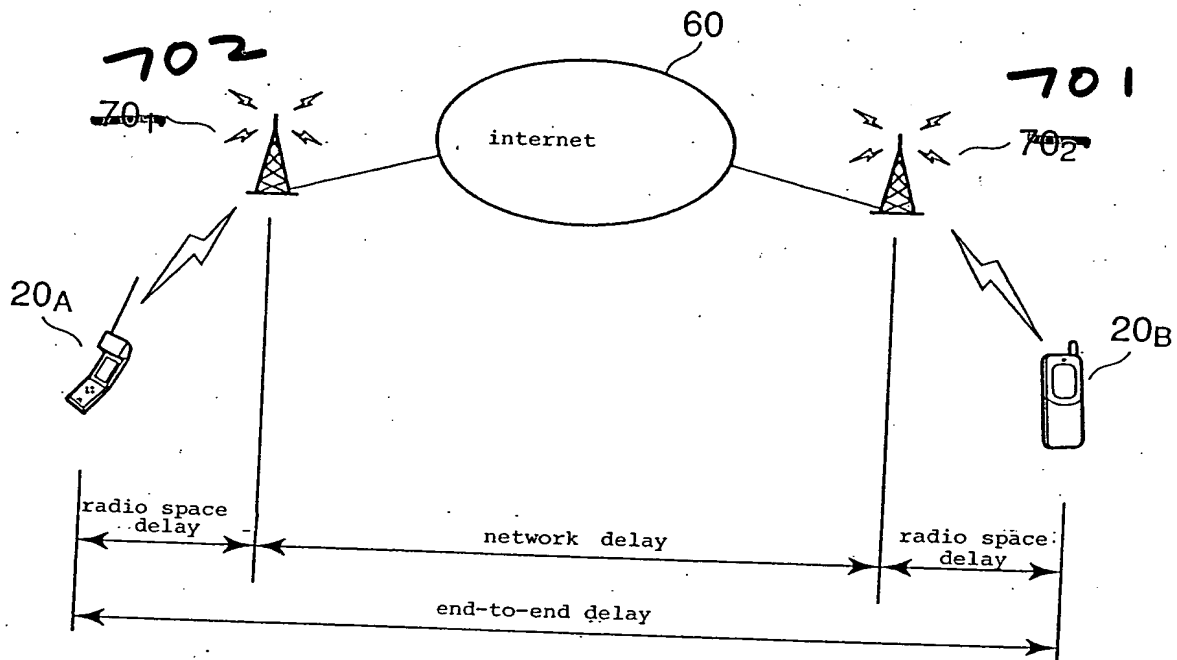 60
702
701
70₁
internet
70₂
20A
20B
radio space
delay
network delay
radio space
delay
end-to-end delay